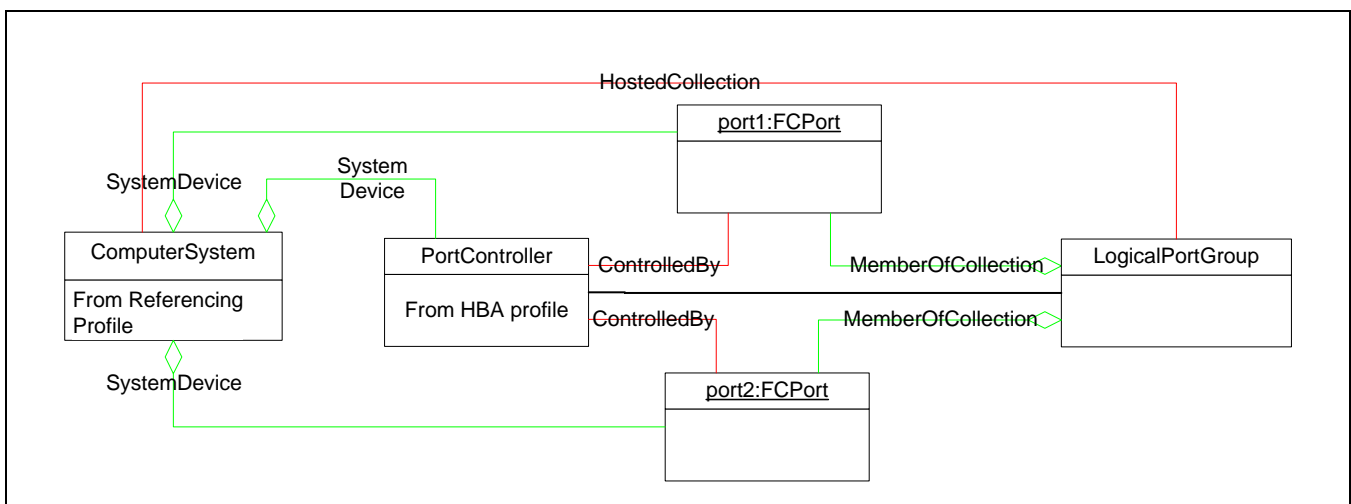 HostedCollection
port1:FCPort
System
Device
SystemDevice
ComputerSystem
From Referencing
Profile
PortController
From HBA profile
ControlledBy
MemberOfCollection
LogicalPortGroup
ControlledBy
MemberOfCollection
SystemDevice
port2:FCPort